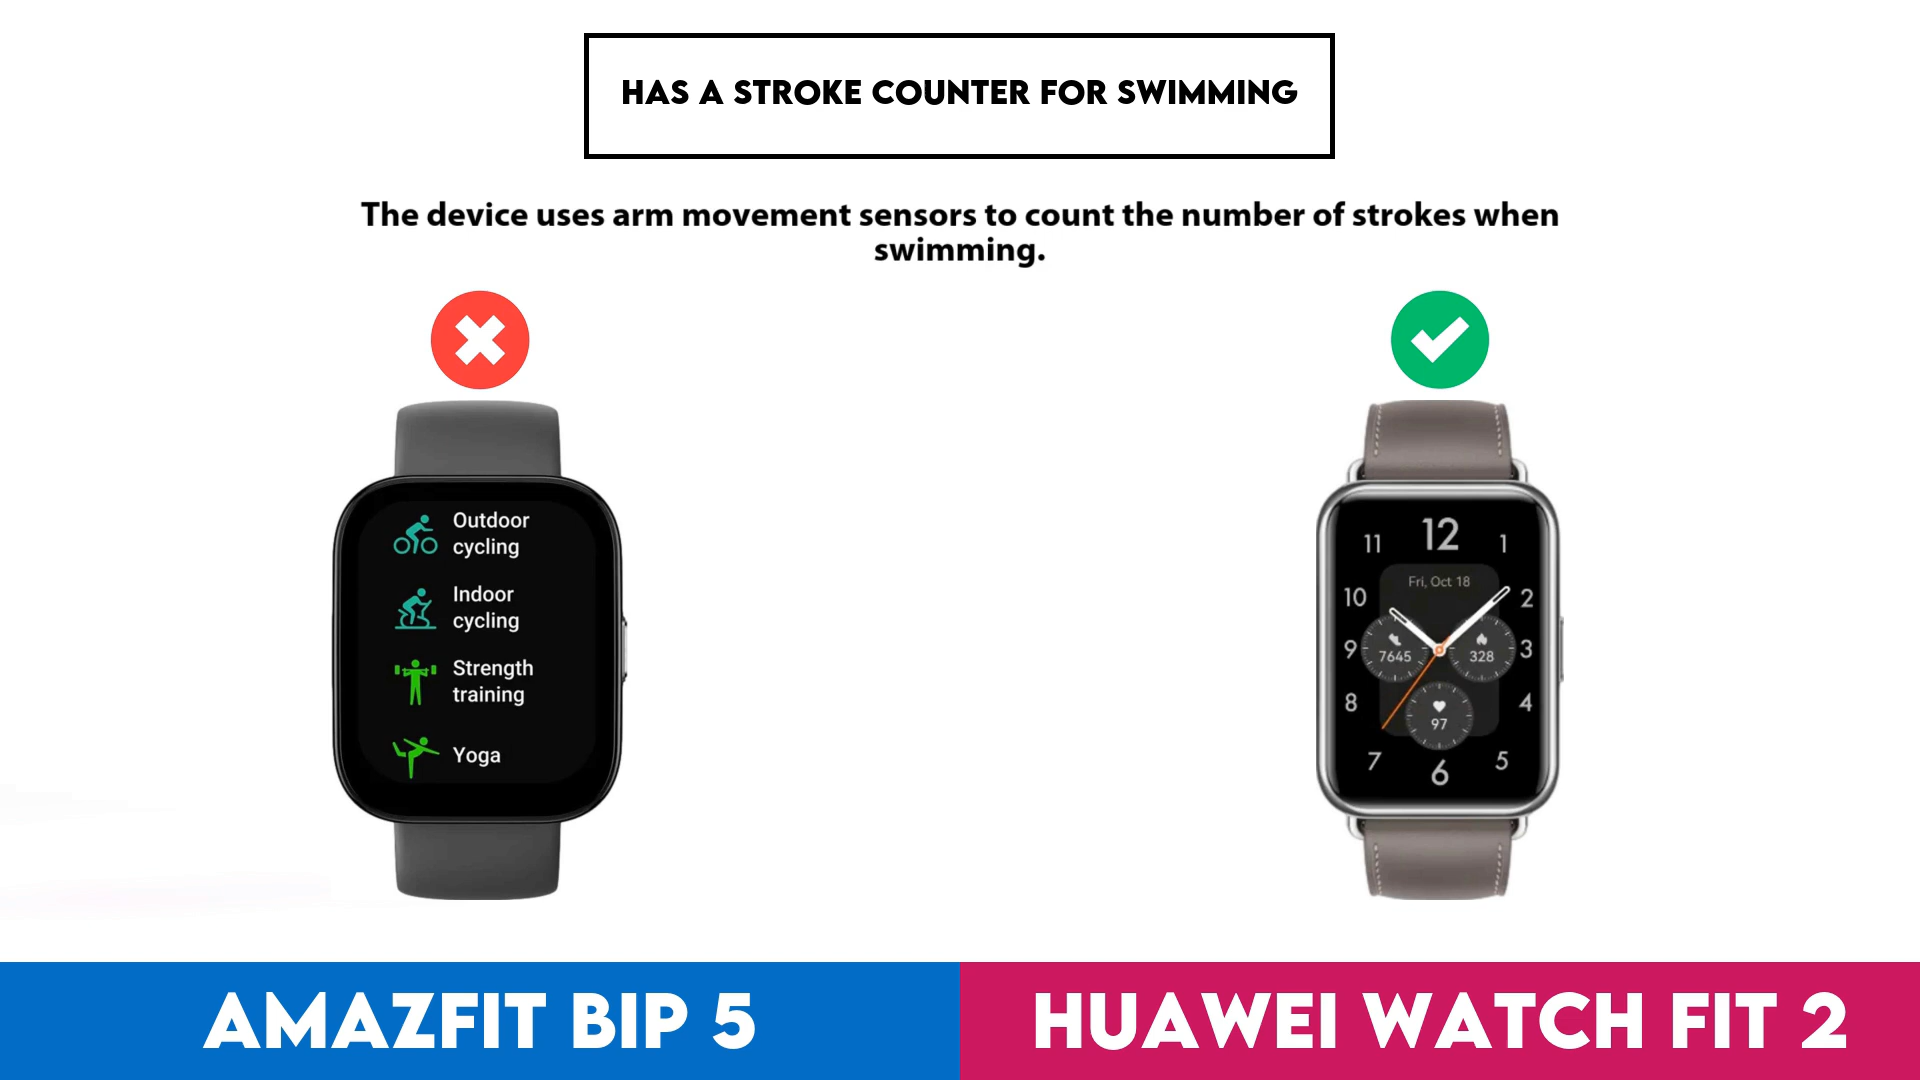 HAS A STROKE COUNTER FOR SWIMMING
The device uses arm movement sensors to count the number of strokes when
swimming.
Outdoor
cycling
Indoor
cycling
Strength
training
Yoga
12
11
1
Fri, Oct 18
10
2
9
7645
328
3
8
97
4
7
5
6
AMAZFIT BIP 5
HUAWEI WATCH FIT 2